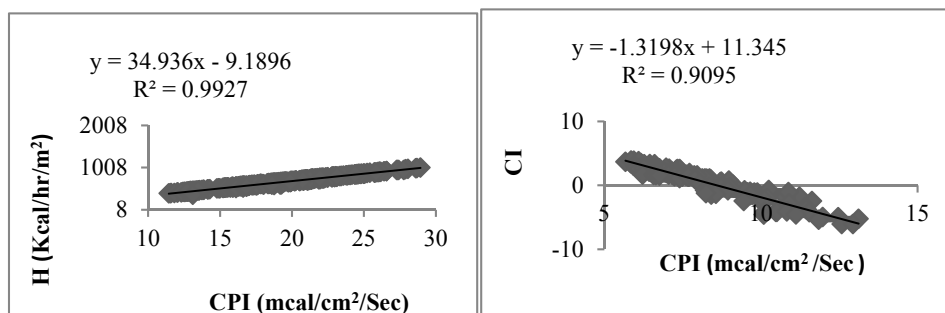 y = 34.936x - 9.1896
R² = 0.9927
H (Kcal/hr/m²)
2008
1008
8
10 20 30
CPI (mcal/cm²/Sec)
y = -1.3198x + 11.345
R² = 0.9095
CI
10
0
-10
5 10 15
CPI (mcal/cm²/Sec)